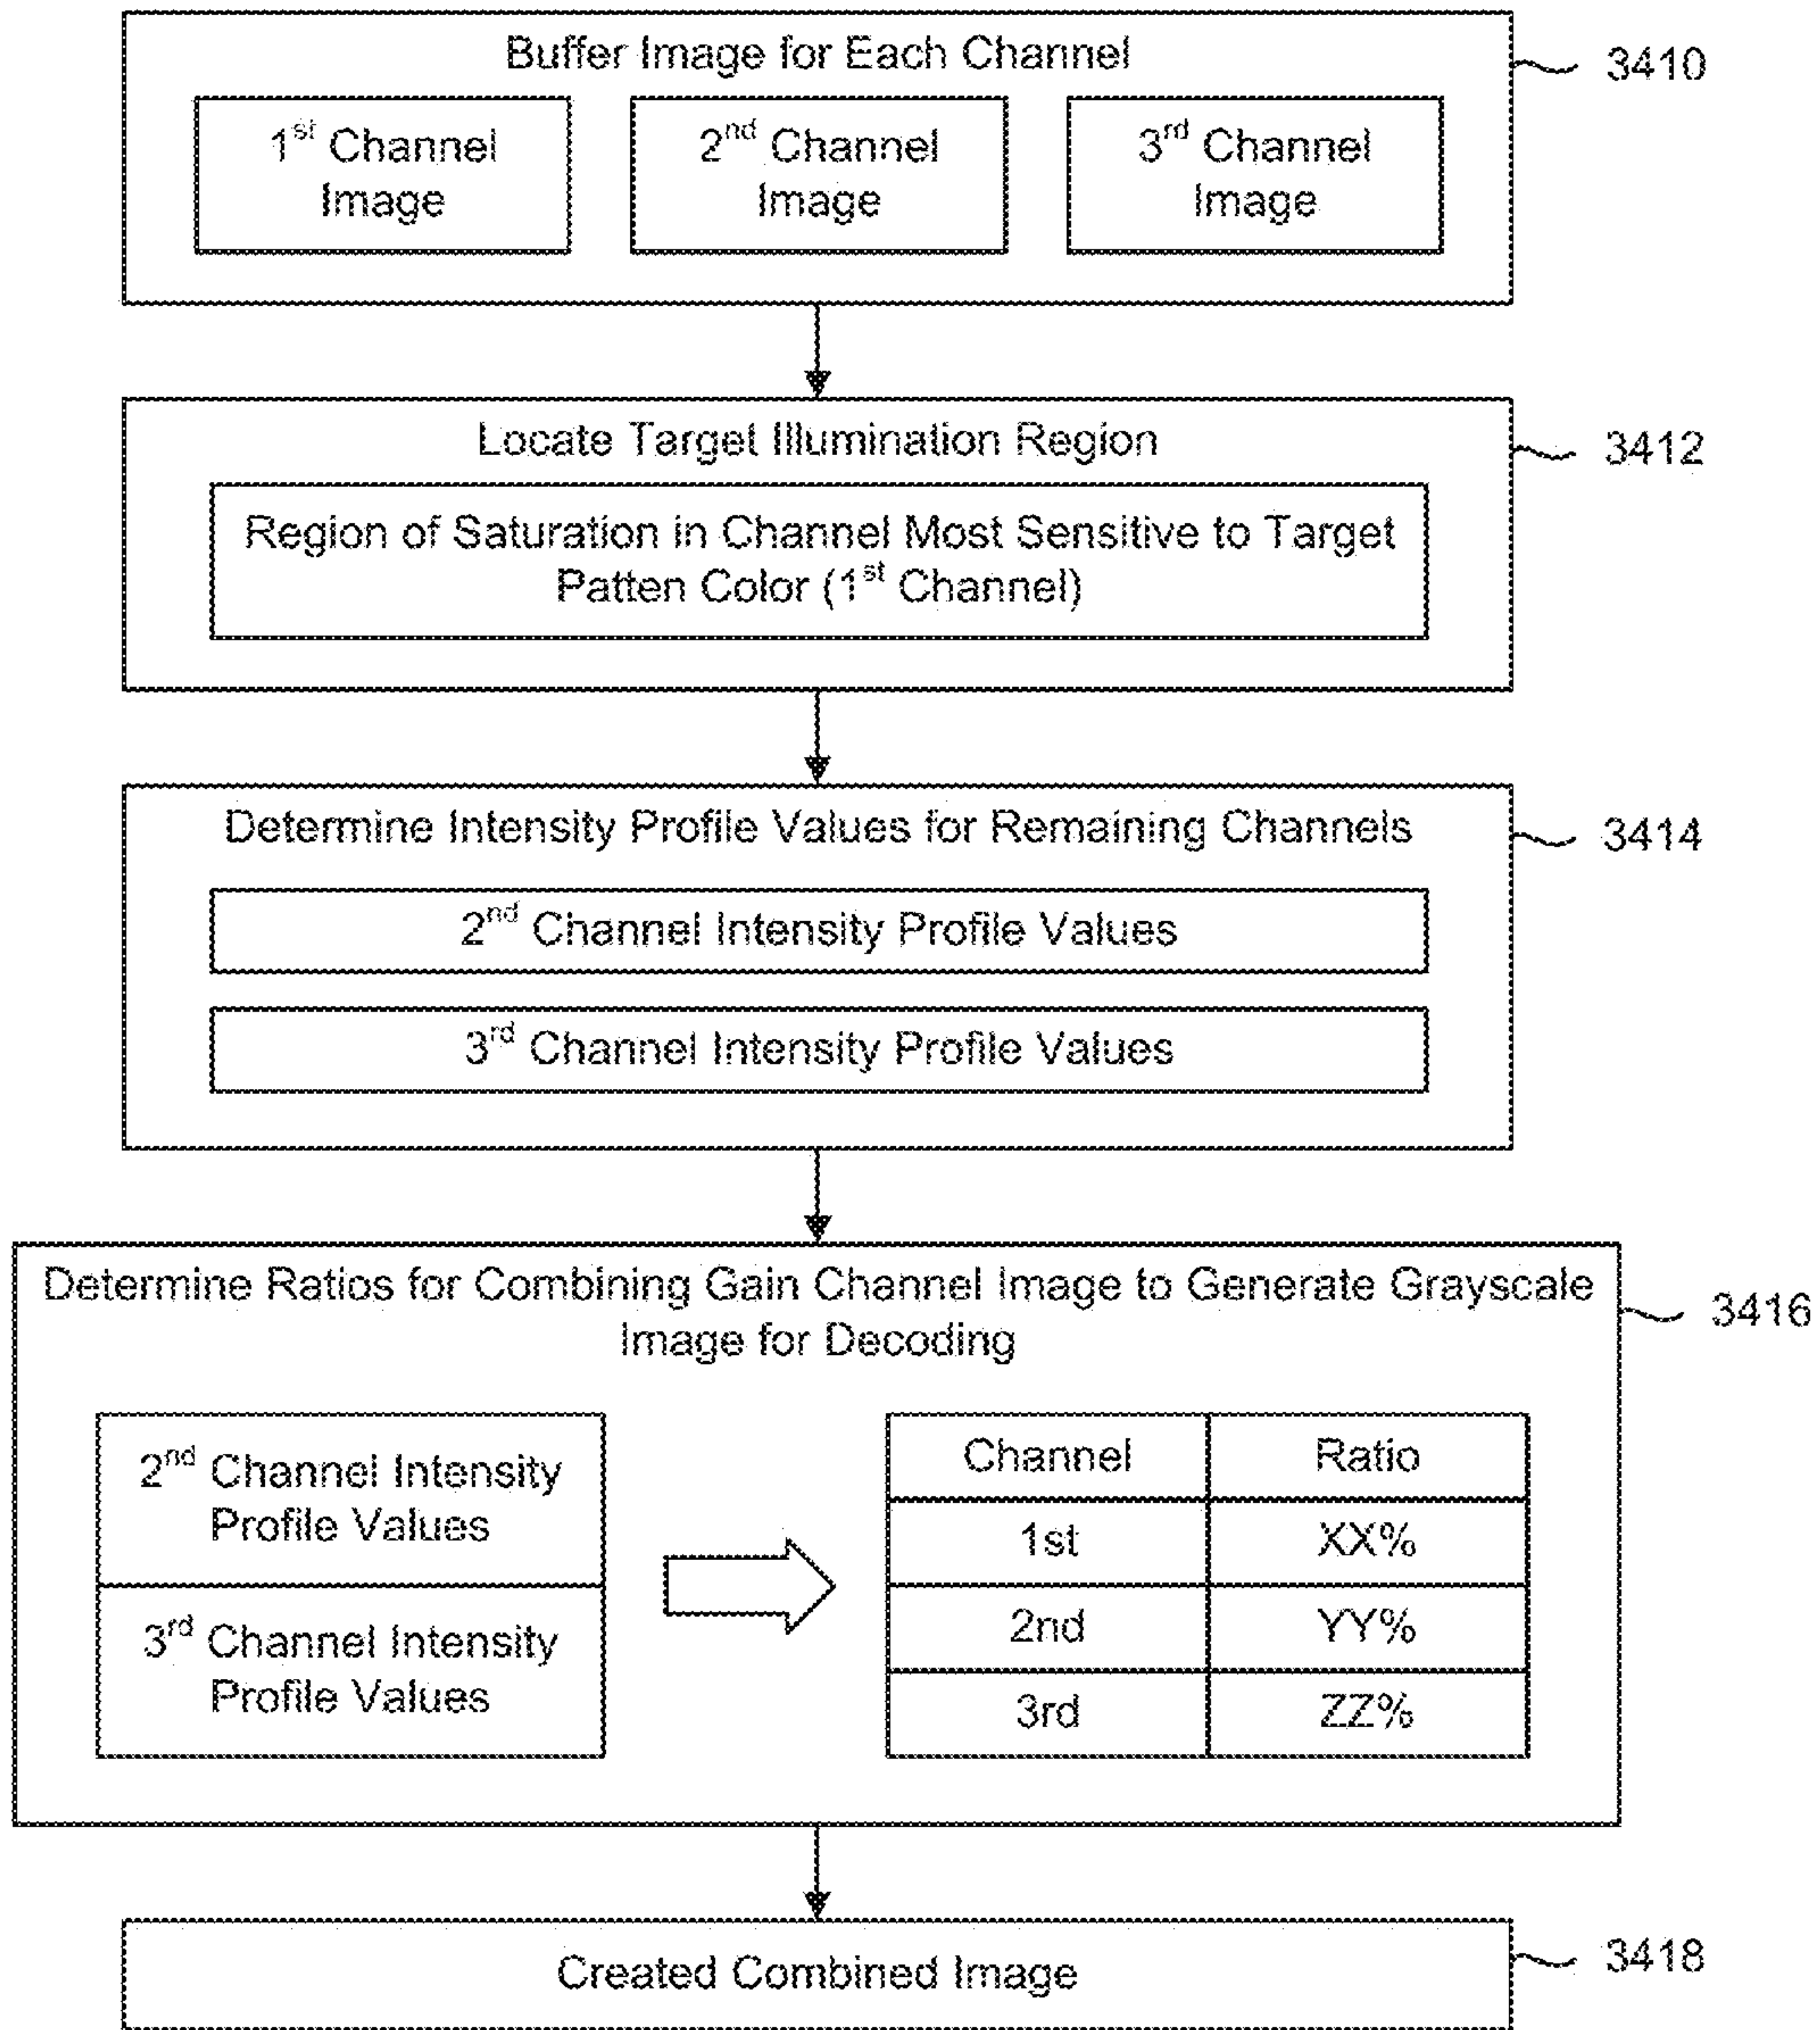 Buffer Image for Each Channel
3410
1st Channel
Image
2nd Channel
Image
3rd Channel
Image
Locate Target Illumination Region
3412
Region of Saturation in Channel Most Sensitive to Target
Patten Color (1st Channel)
Determine Intensity Profile Values for Remaining Channels
3414
2nd Channel Intensity Profile Values
3rd Channel Intensity Profile Values
Determine Ratios for Combining Gain Channel Image to Generate Grayscale
Image for Decoding
3416
2nd Channel Intensity
Profile Values
3rd Channel Intensity
Profile Values
Channel Ratio
1st XX%
2nd YY%
3rd ZZ%
Created Combined Image
3418